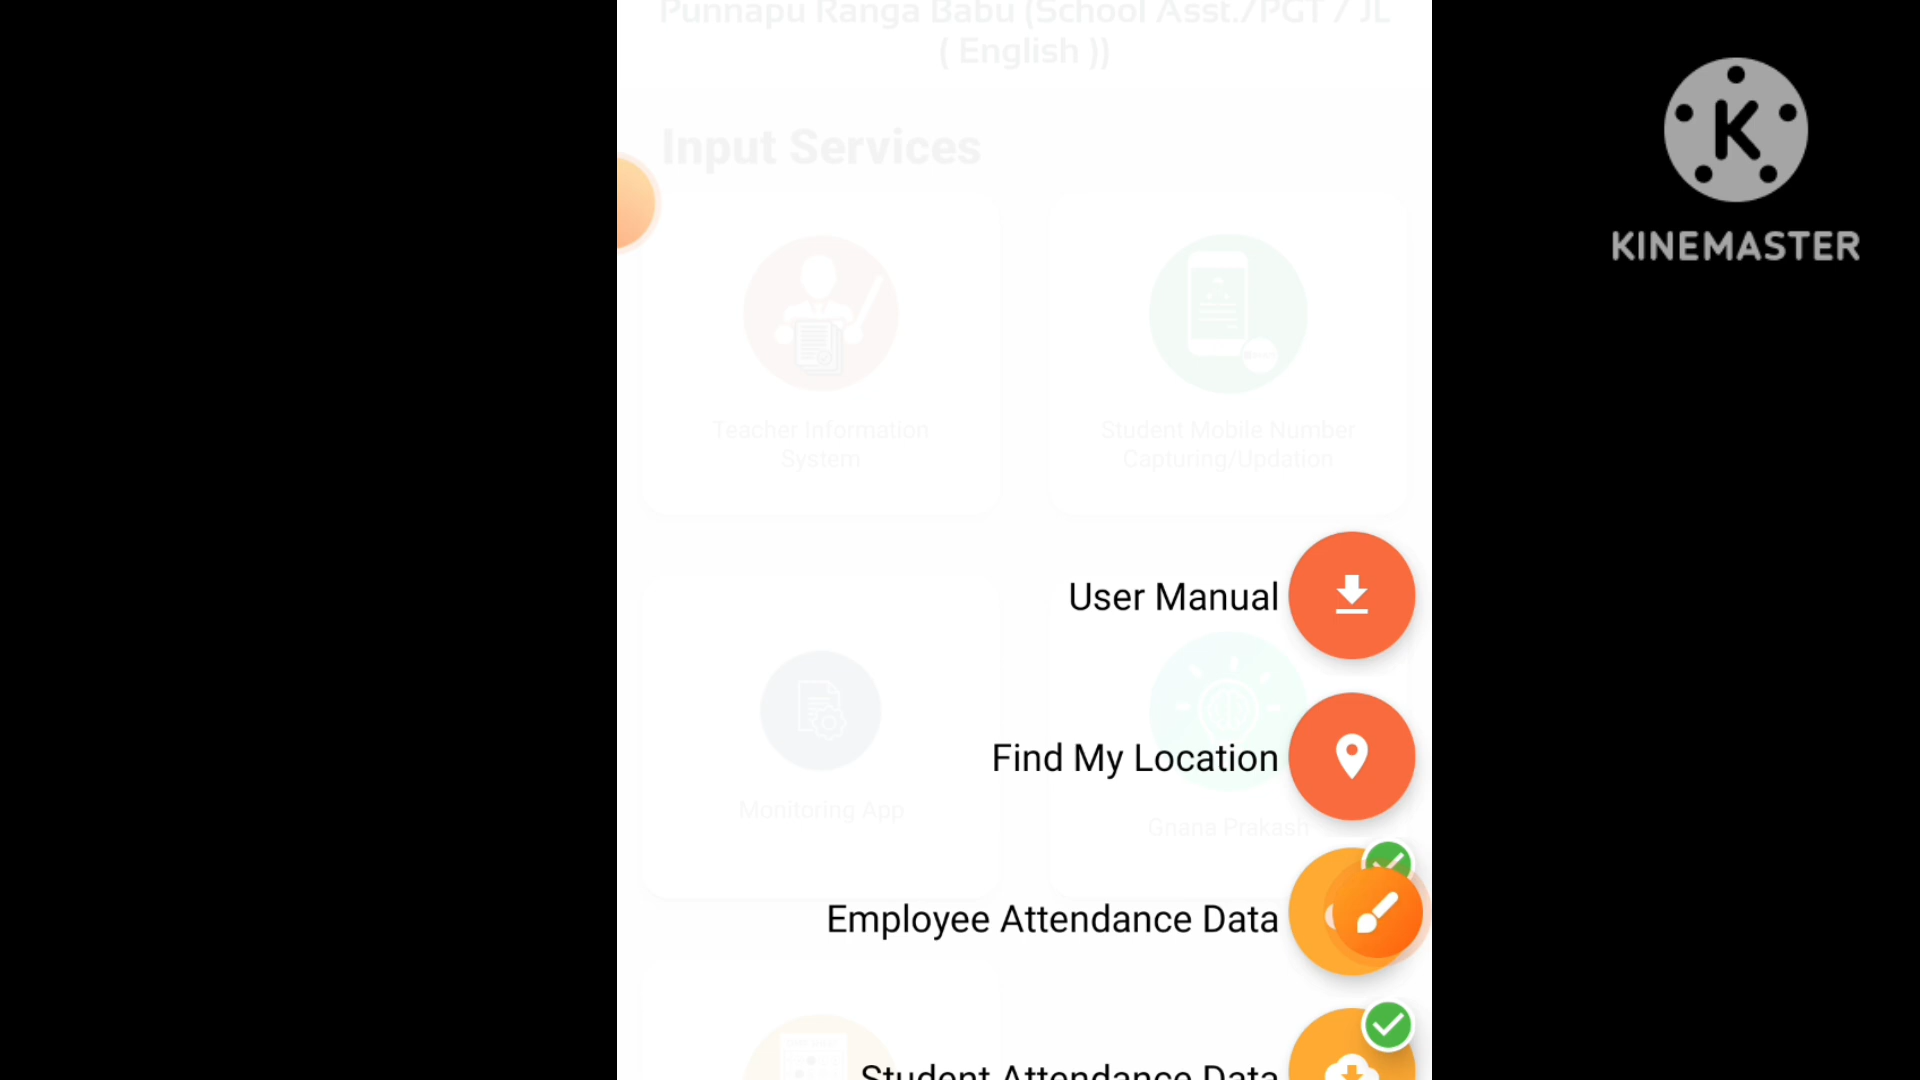 Punnapu Ranga Babu (School Asst./PGT / JL
( English ))
Input Services
Teacher Information
System
Student Mobile Number
Capturing/Updation
User Manual
Find My Location
Monitoring App
Gnana Prakash
Employee Attendance Data
Student Attendance Data
K
KINEMASTER